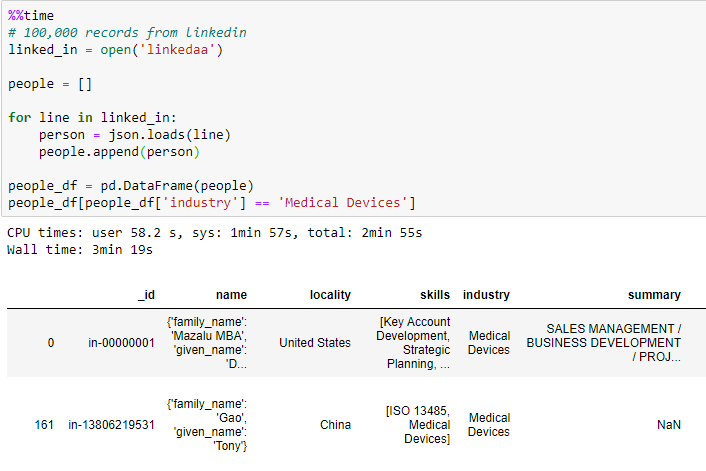 %%time
# 100,000 records from Linkedin
linked_in = open('linkedaa')
people = []
for line in linked_in:
    person = json.loads(line)
    people.append(person)
people_df = pd.DataFrame(people)
people_df[people_df['industry'] == 'Medical Devices']
CPU times: user 58.2 s, sys: 1min 57s, total: 2min 55s
Wall time: 3min 19s
_id name locality skills industry summary
0 in-00000001 {'family_name': 'Mazalu MBA', 'given_name': 'D... United States [Key Account Development, Strategic Planning, ... Medical Devices SALES MANAGEMENT / BUSINESS DEVELOPMENT / PROJ...
161 in-13806219531 {'family_name': 'Gao', 'given_name': 'Tony'} China [ISO 13485, Medical Devices] Medical Devices NaN